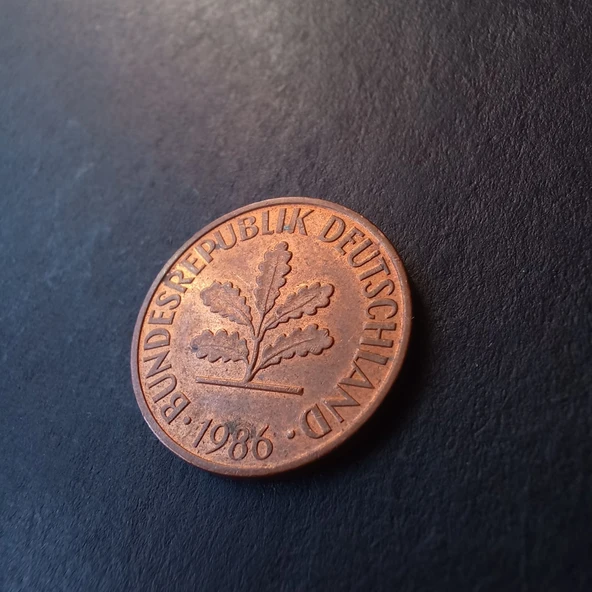 · BUNDESREPUBLIK DEUTSCHLAND ·
1986